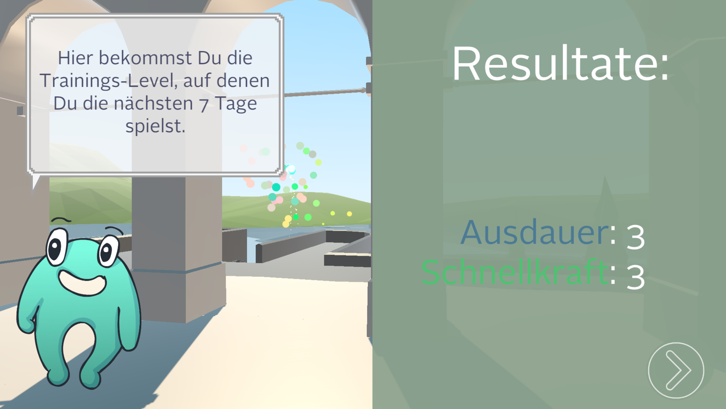 Hier bekommst Du die
Trainings-Level, auf denen
Du die nächsten 7 Tage
spielst.
Resultate:
Ausdauer: 3
Schnellkraft: 3